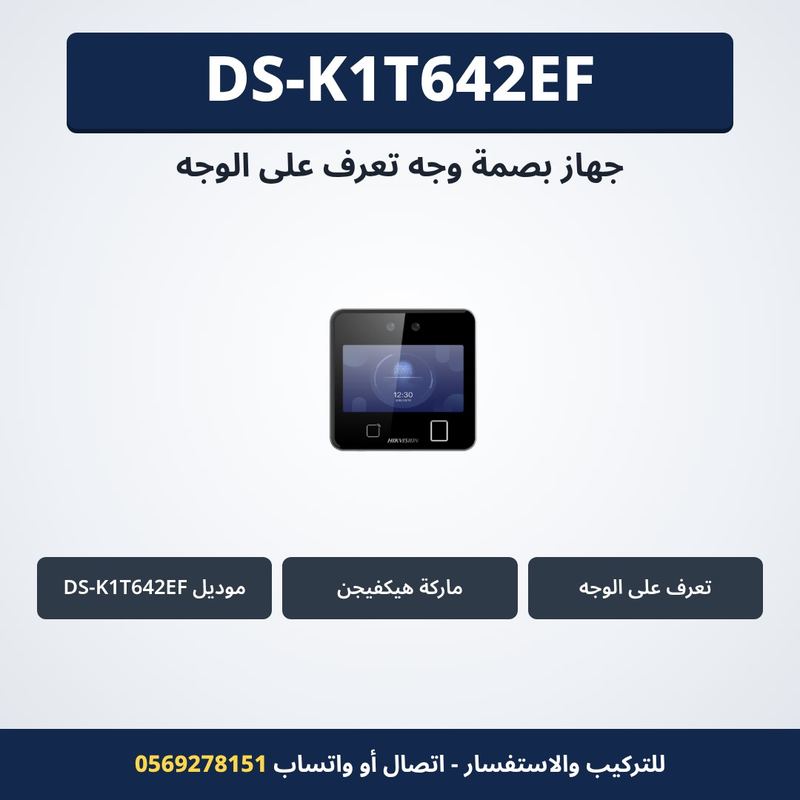 DS-K1T642EF
جهاز بصمة وجه تعرف على الوجه
12:30
HIKVISION
تعرف على الوجه
ماركة هيكفيجن
موديل DS-K1T642EF
للتركيب والاستفسار - اتصال أو واتساب 0569278151